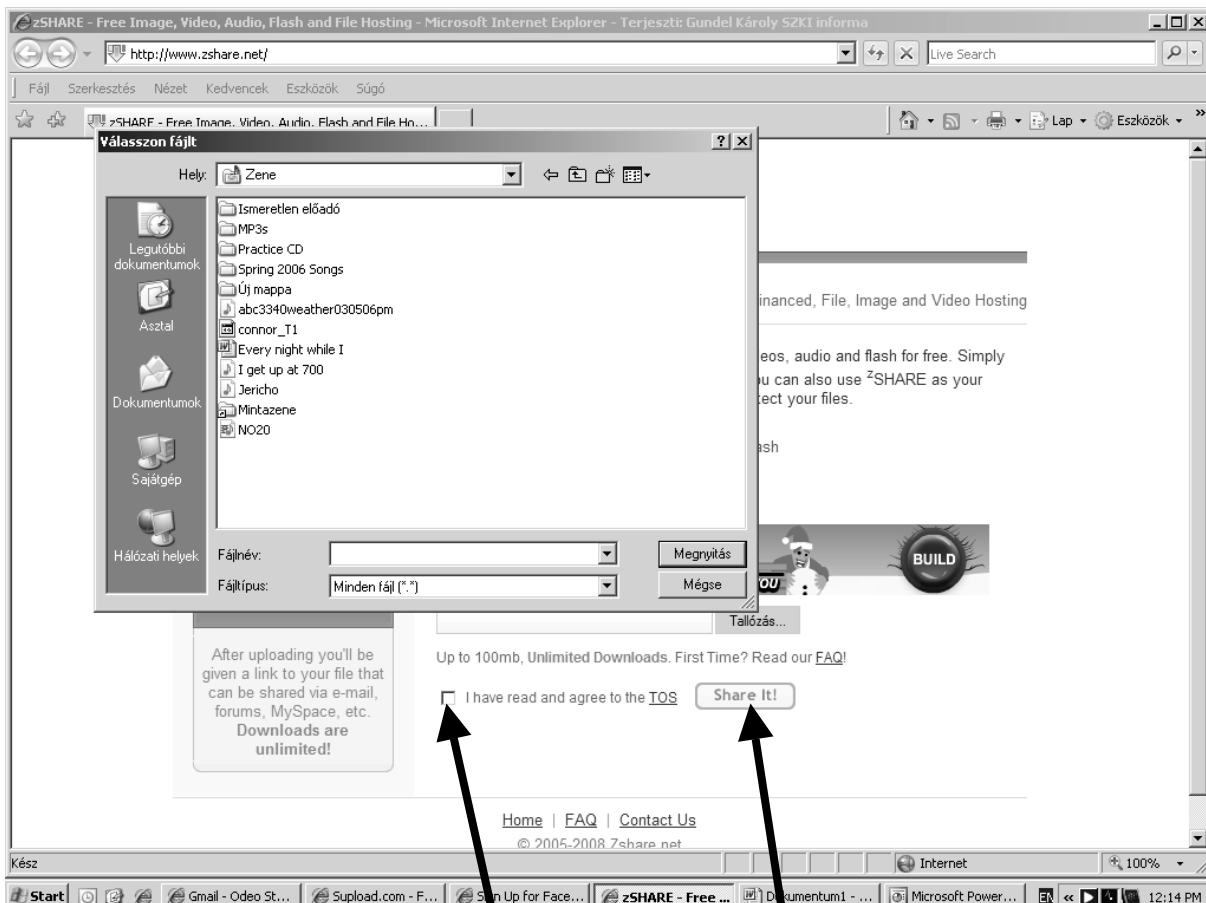 zSHARE - Free Image, Video, Audio, Flash and File Hosting - Microsoft Internet Explorer - Terjeszti: Gundel Károly SZKI informa
http://www.zshare.net/
Live Search
Fájl Szerkesztés Nézet Kedvencek Eszközök Súgó
zSHARE - Free Image, Video, Audio, Flash and File Ho...
Lap
Eszközök
Válasszon fájlt
Hely:
Zene
Legutóbbi
dokumentumok
Asztal
Dokumentumok
Sajátgép
Hálózati helyek
Ismeretlen előadó
MP3s
Practice CD
Spring 2006 Songs
Új mappa
abc3340weather030506pm
connor_T1
Every night while I
I get up at 700
Jericho
Mintazene
NO20
Fájlnév:
Megnyitás
Fájltípus:
Minden fájl (*.*)
Mégse
inanced, File, Image and Video Hosting
eos, audio and flash for free. Simply
u can also use zSHARE as your
tect your files.
ash
YOU
BUILD
Tallózás...
After uploading you'll be
given a link to your file that
can be shared via e-mail,
forums, MySpace, etc.
Downloads are
unlimited!
Up to 100mb, Unlimited Downloads. First Time? Read our FAQ!
I have read and agree to the TOS
Share It!
Home | FAQ | Contact Us
© 2005-2008 Zshare.net
Kész
Internet
100%
Start
Gmail - Odeo St...
Supload.com - F...
Sign Up for Face...
zSHARE - Free ...
Dokumentum1 - ...
Microsoft Power...
EN
12:14 PM